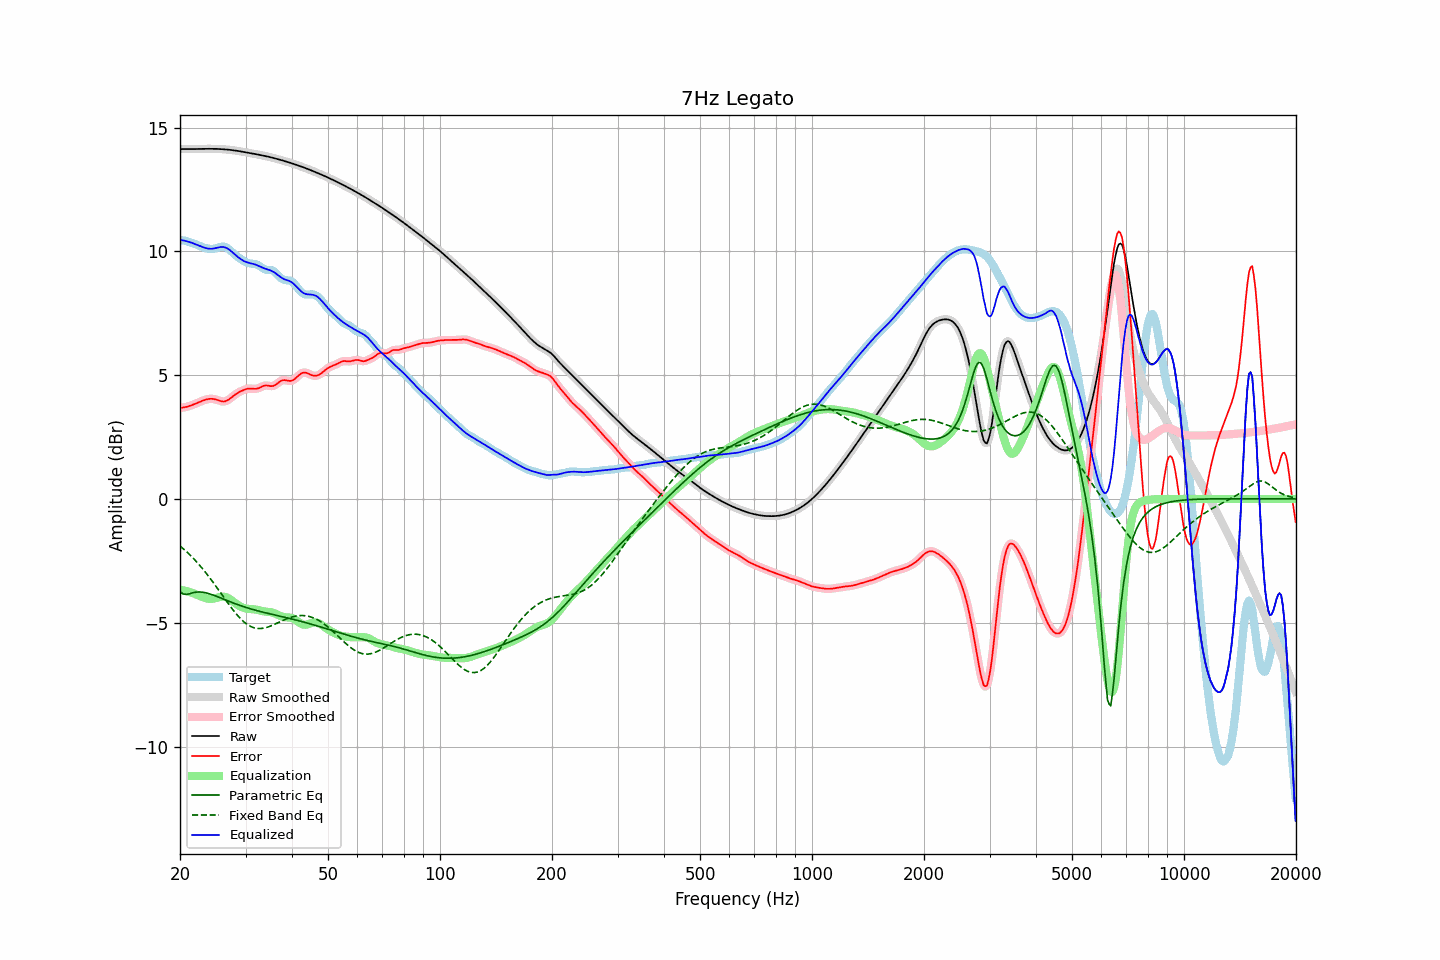 7Hz Legato
15
10
5
0
−5
−10
Amplitude (dBr)
Target
Raw Smoothed
Error Smoothed
Raw
Error
Equalization
Parametric Eq
Fixed Band Eq
Equalized
20 50 100 200 500 1000 2000 5000 10000 20000
Frequency (Hz)